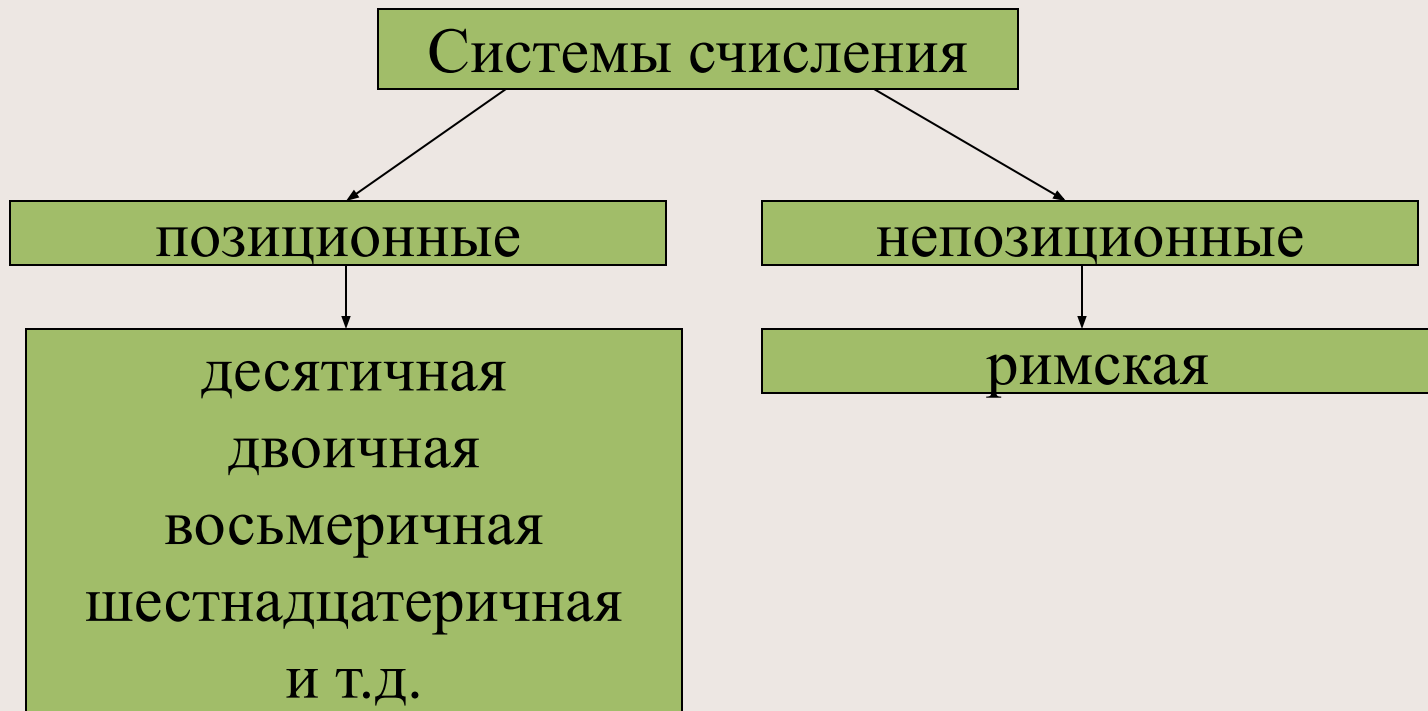 Системы счисления
позиционные
непозиционные
десятичная
двоичная
восьмеричная
шестнадцатеричная
и т.д.
римская